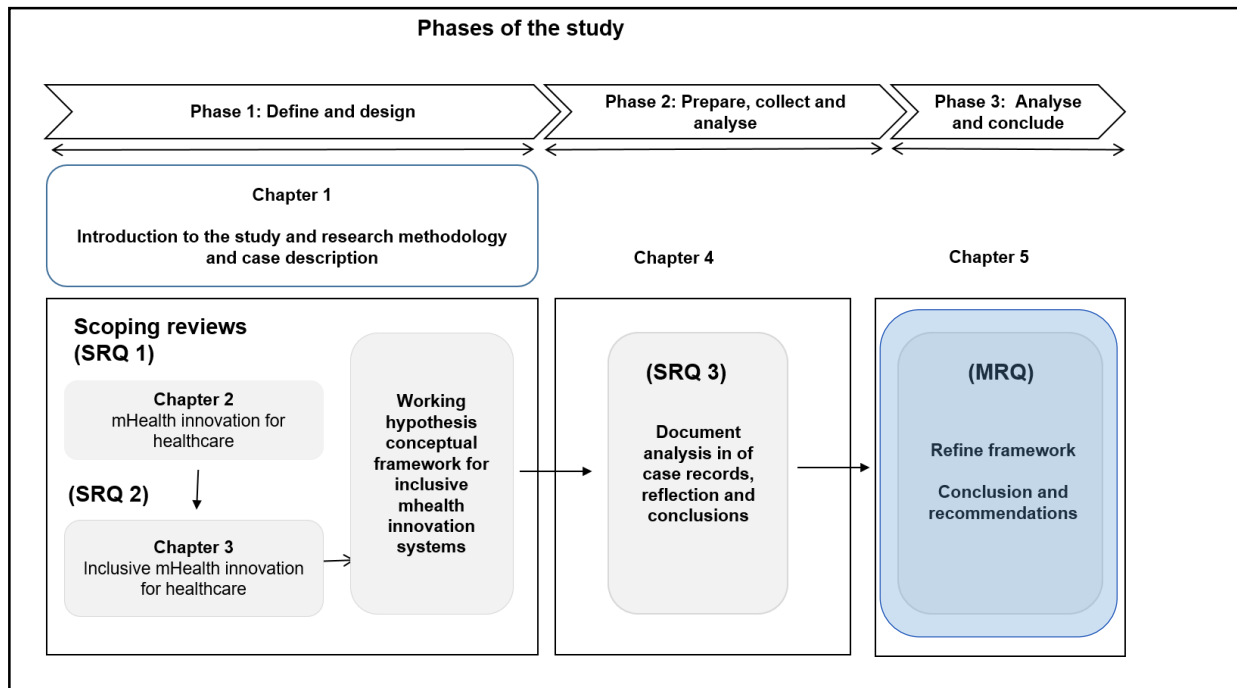 Phases of the study
Phase 1: Define and design
Phase 2: Prepare, collect and
analyse
Phase 3: Analyse
and conclude
Chapter 1
Introduction to the study and research methodology
and case description
Scoping reviews
(SRQ 1)
Chapter 2
mHealth innovation for
healthcare
(SRQ 2)
Chapter 3
Inclusive mHealth innovation
for healthcare
Working
hypothesis
conceptual
framework for
inclusive
mhealth
innovation
systems
Chapter 4
(SRQ 3)
Document
analysis in of
case records,
reflection and
conclusions
Chapter 5
(MRQ)
Refine framework
Conclusion and
recommendations